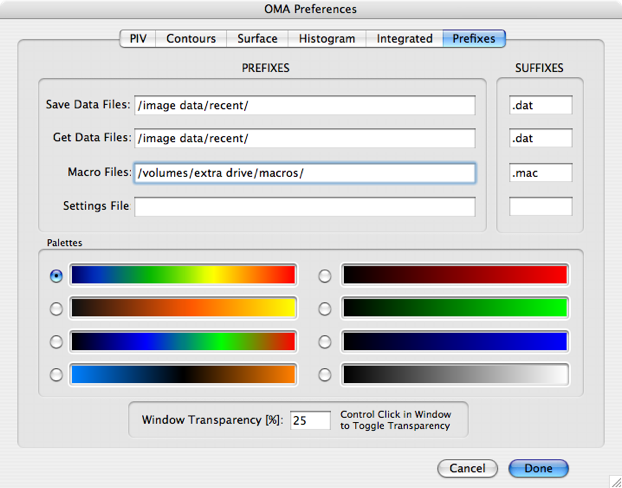 OMA Preferences
PIV Contours Surface Histogram Integrated Prefixes
PREFIXES SUFFIXES
Save Data Files: /image data/recent/ .dat
Get Data Files: /image data/recent/ .dat
Macro Files: /volumes/extra drive/macros/ .mac
Settings File
Palettes
Window Transparency [%]: 25 Control Click in Window
to Toggle Transparency
Cancel Done